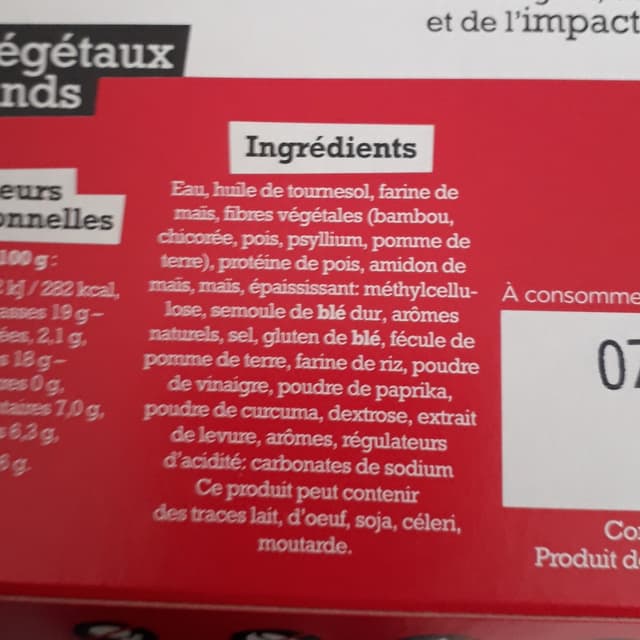 et de l'impact
égétaux
nds
Ingrédients
Eau, huile de tournesol, farine de
maïs, fibres végétales (bambou,
chicorée, pois, psyllium, pomme de
terre), protéine de pois, amidon de
maïs, maïs, épaississant: méthylcellu-
lose, semoule de blé dur, arômes
naturels, sel, gluten de blé, fécule de
pomme de terre, farine de riz, poudre
de vinaigre, poudre de paprika,
poudre de curcuma, dextrose, extrait
de levure, arômes, régulateurs
d'acidité: carbonates de sodium
Ce produit peut contenir
des traces lait, d'oeuf, soja, céleri,
moutarde.
eurs
onnelles
100 g:
kJ / 282 kcal,
asses 19 g-
ées, 2,1 g,
s 18 g-
res 0 g,
taires 7,0 g,
s 6,3 g,
g.
À consomme
07
Co
Produit d